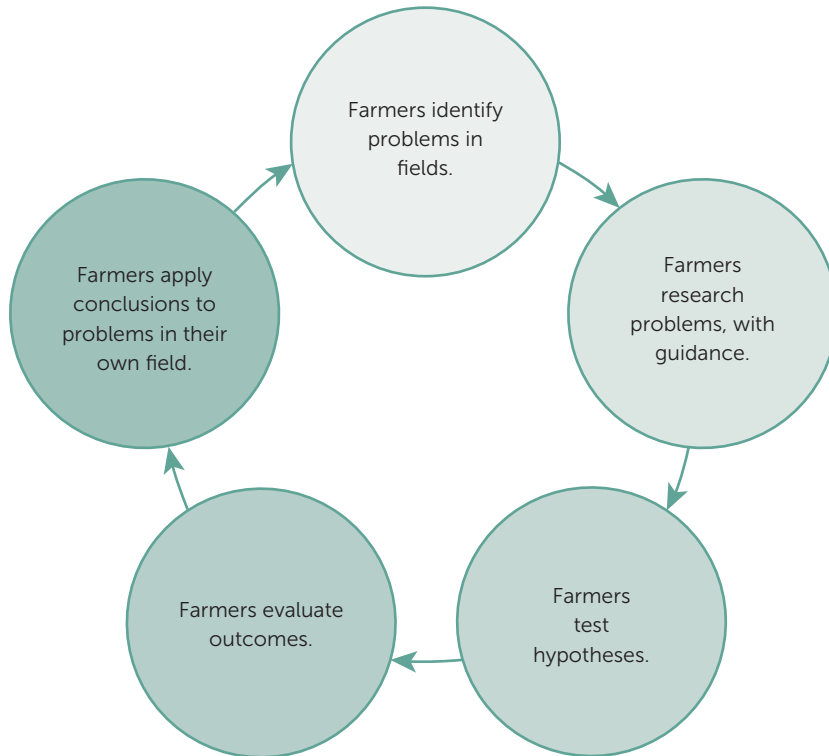 Farmers identify
problems in
fields.
Farmers
research
problems, with
guidance.
Farmers
test
hypotheses.
Farmers evaluate
outcomes.
Farmers apply
conclusions to
problems in their
own field.